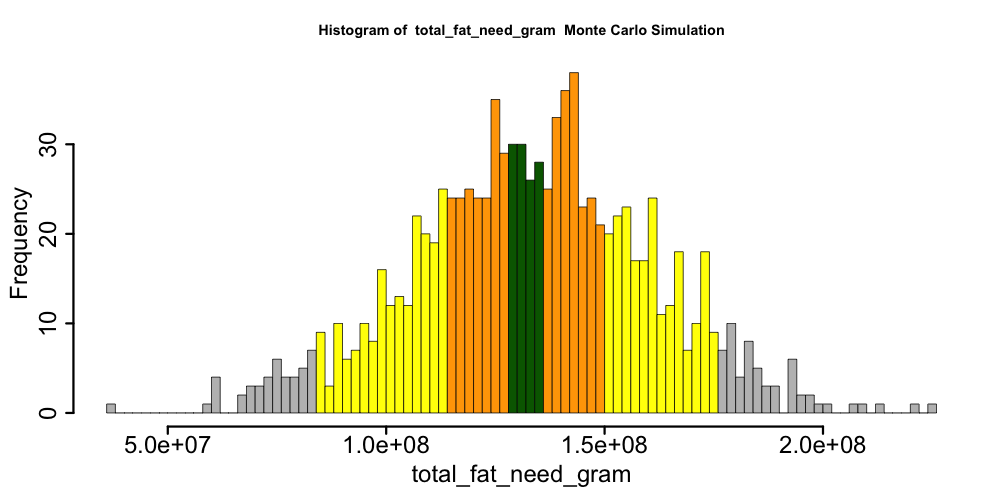 Histogram of  total_fat_need_gram  Monte Carlo Simulation
Frequency
30
20
10
0
5.0e+07 1.0e+08 1.5e+08 2.0e+08
total_fat_need_gram